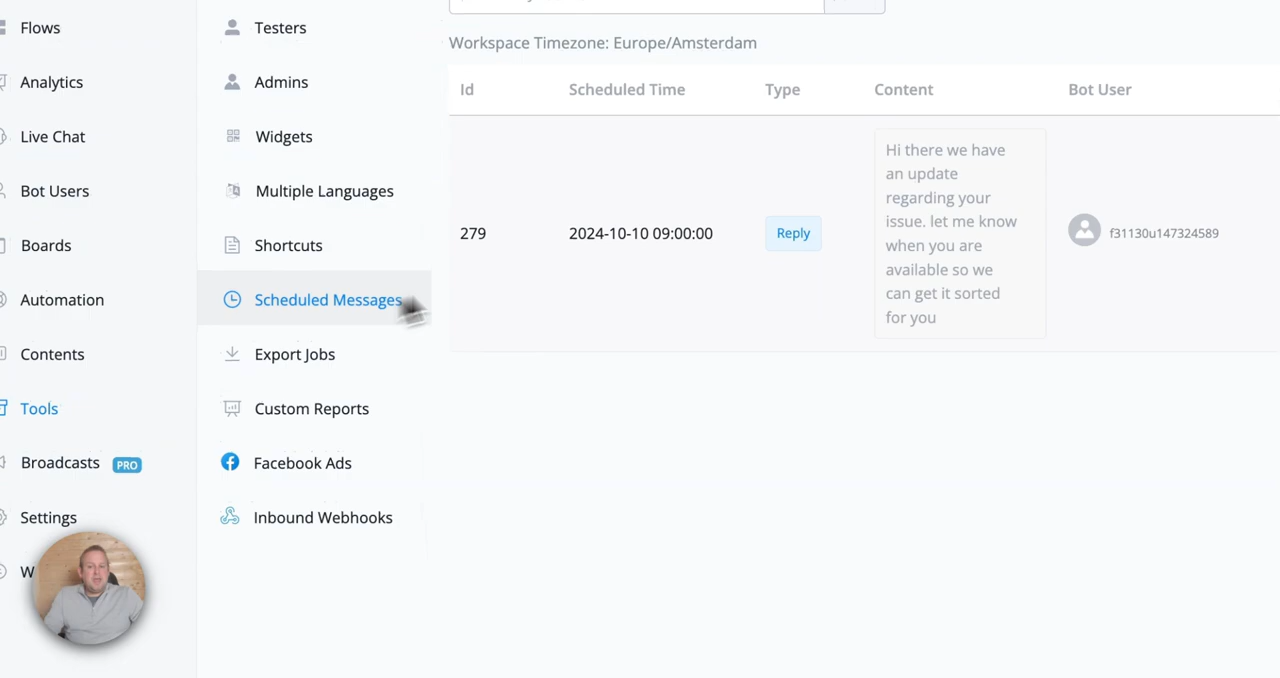 Flows
Analytics
Live Chat
Bot Users
Boards
Automation
Contents
Tools
Broadcasts PRO
Settings
W
Testers
Admins
Widgets
Multiple Languages
Shortcuts
Scheduled Messages
Export Jobs
Custom Reports
Facebook Ads
Inbound Webhooks
Workspace Timezone: Europe/Amsterdam
Id Scheduled Time Type Content Bot User
279 2024-10-10 09:00:00 Reply
Hi there we have
an update
regarding your
issue. let me know
when you are
available so we
can get it sorted
for you
f31130u147324589